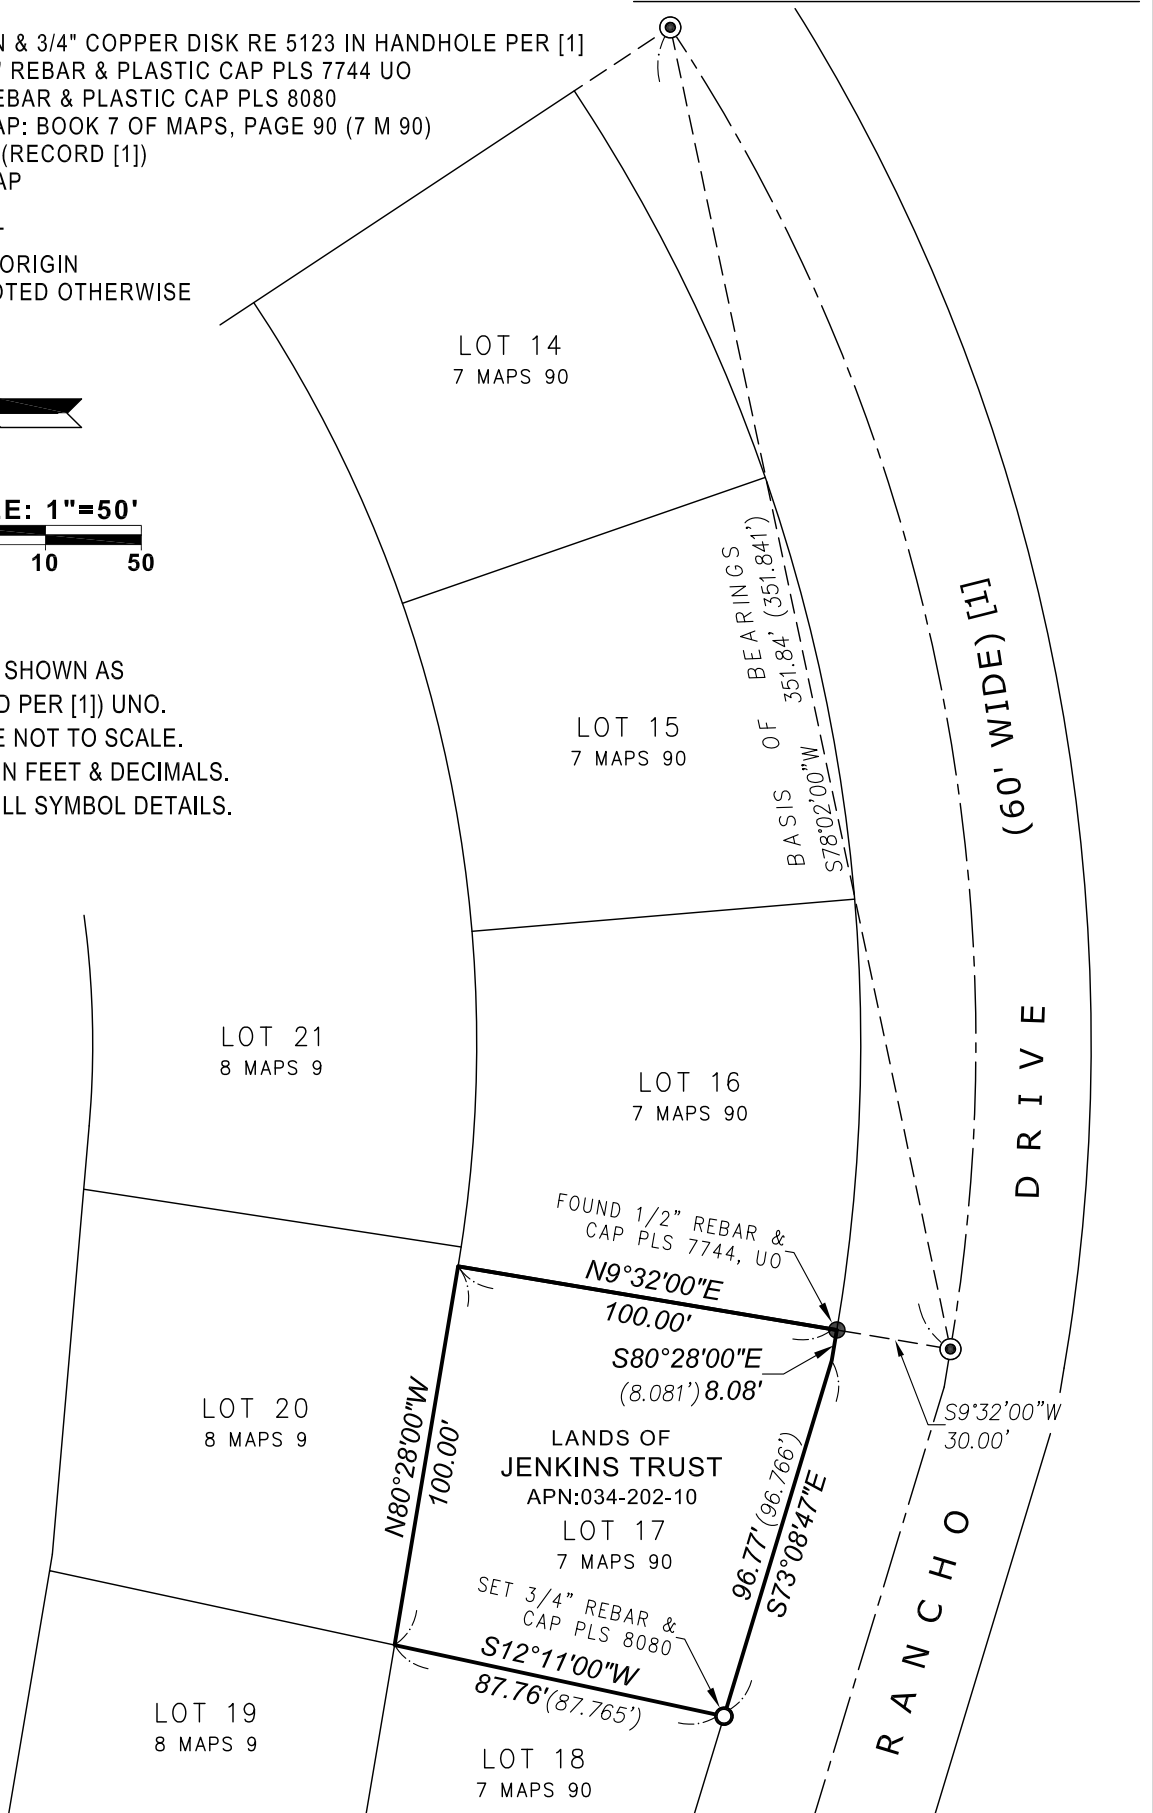 & 3/4" COPPER DISK RE 5123 IN HANDHOLE PER [1]
REBAR & PLASTIC CAP PLS 7744 UO
& PLASTIC CAP PLS 8080
BOOK 7 OF MAPS, PAGE 90 (7 M 90)
(RECORD [1])
ORIGIN
OTHERWISE
LOT 14
7 MAPS 90
1"=50'
10 50
SHOWN AS
PER [1]) UNO.
NOT TO SCALE.
FEET & DECIMALS.
SYMBOL DETAILS.
LOT 15
7 MAPS 90
BASIS OF BEARINGS
S78°02'00"W 351.84' (351.841')
RANCHO DRIVE (60' WIDE) [1]
LOT 21
8 MAPS 9
LOT 16
7 MAPS 90
FOUND 1/2" REBAR &
CAP PLS 7744, UO
N9°32'00"E
100.00'
S80°28'00"E
(8.081') 8.08'
S9°32'00"W
30.00'
LOT 20
8 MAPS 9
N80°28'00"W
100.00'
LANDS OF
JENKINS TRUST
APN:034-202-10
LOT 17
7 MAPS 90
96.77' (96.766')
S73°08'47"E
SET 3/4" REBAR &
CAP PLS 8080
S12°11'00"W
87.76' (87.765')
LOT 19
8 MAPS 9
LOT 18
7 MAPS 90